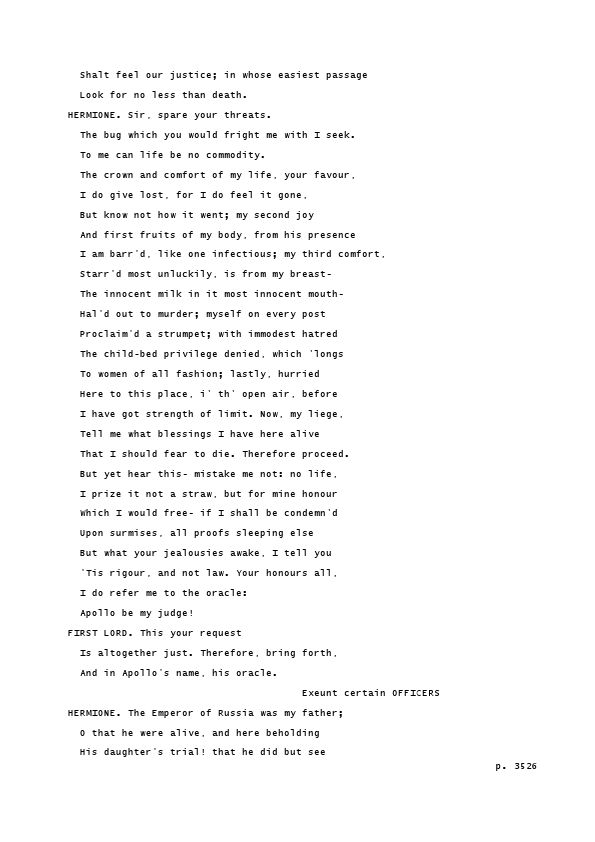 Shalt feel our justice; in whose easiest passage
Look for no less than death.
HERMIONE. Sir, spare your threats.
The bug which you would fright me with I seek.
To me can life be no commodity.
The crown and comfort of my life, your favour,
I do give lost, for I do feel it gone,
But know not how it went; my second joy
And first fruits of my body, from his presence
I am barr'd, like one infectious; my third comfort,
Starr'd most unluckily, is from my breast-
The innocent milk in it most innocent mouth-
Hal'd out to murder; myself on every post
Proclaim'd a strumpet; with immodest hatred
The child-bed privilege denied, which 'longs
To women of all fashion; lastly, hurried
Here to this place, i' th' open air, before
I have got strength of limit. Now, my liege,
Tell me what blessings I have here alive
That I should fear to die. Therefore proceed.
But yet hear this- mistake me not: no life,
I prize it not a straw, but for mine honour
Which I would free- if I shall be condemn'd
Upon surmises, all proofs sleeping else
But what your jealousies awake, I tell you
'Tis rigour, and not law. Your honours all,
I do refer me to the oracle:
Apollo be my judge!
FIRST LORD. This your request
Is altogether just. Therefore, bring forth,
And in Apollo's name, his oracle.
Exeunt certain OFFICERS
HERMIONE. The Emperor of Russia was my father;
O that he were alive, and here beholding
His daughter's trial! that he did but see
p. 3526